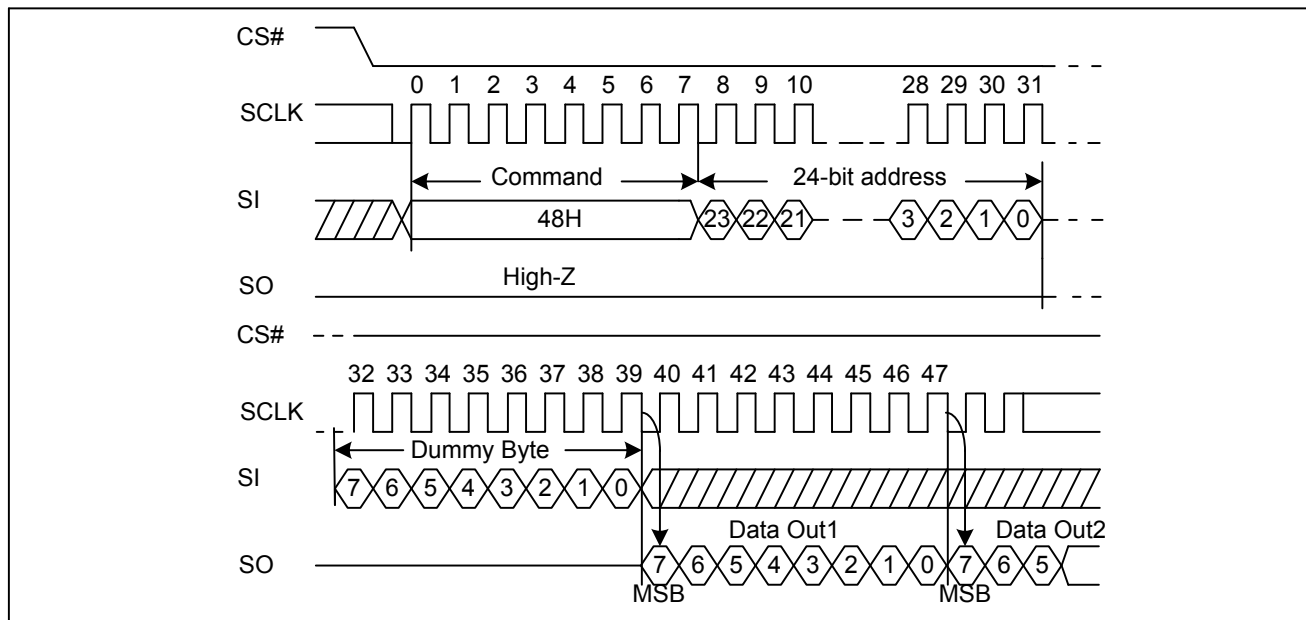 CS#
0 1 2 3 4 5 6 7 8 9 10 28 29 30 31
SCLK
Command 24-bit address
SI
48H 23 22 21 3 2 1 0
High-Z
SO
CS#
32 33 34 35 36 37 38 39 40 41 42 43 44 45 46 47
SCLK
Dummy Byte
SI
7 6 5 4 3 2 1 0
Data Out1 Data Out2
SO
7 6 5 4 3 2 1 0 7 6 5
MSB MSB